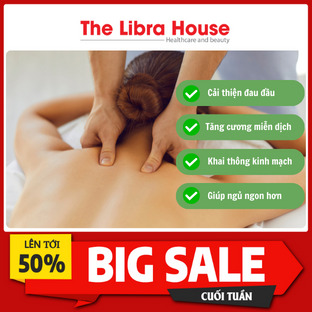 The Libra House
Healthcare and beauty
Cải thiện đau đầu
Tăng cường miễn dịch
Khai thông kinh mạch
Giúp ngủ ngon hơn
LÊN TỚI
50%
BIG SALE
CUỐI TUẦN